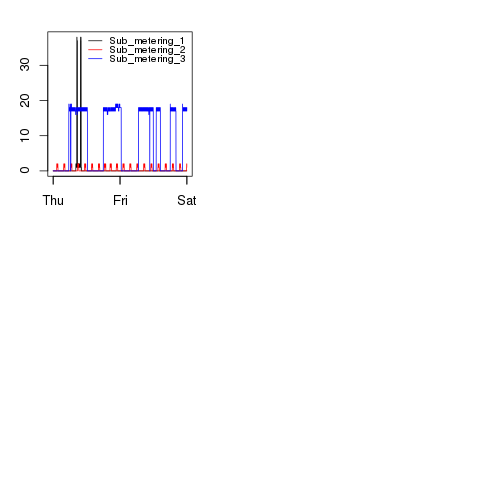 Sub_metering_1
Sub_metering_2
Sub_metering_3
30
20
10
0
Thu Fri Sat